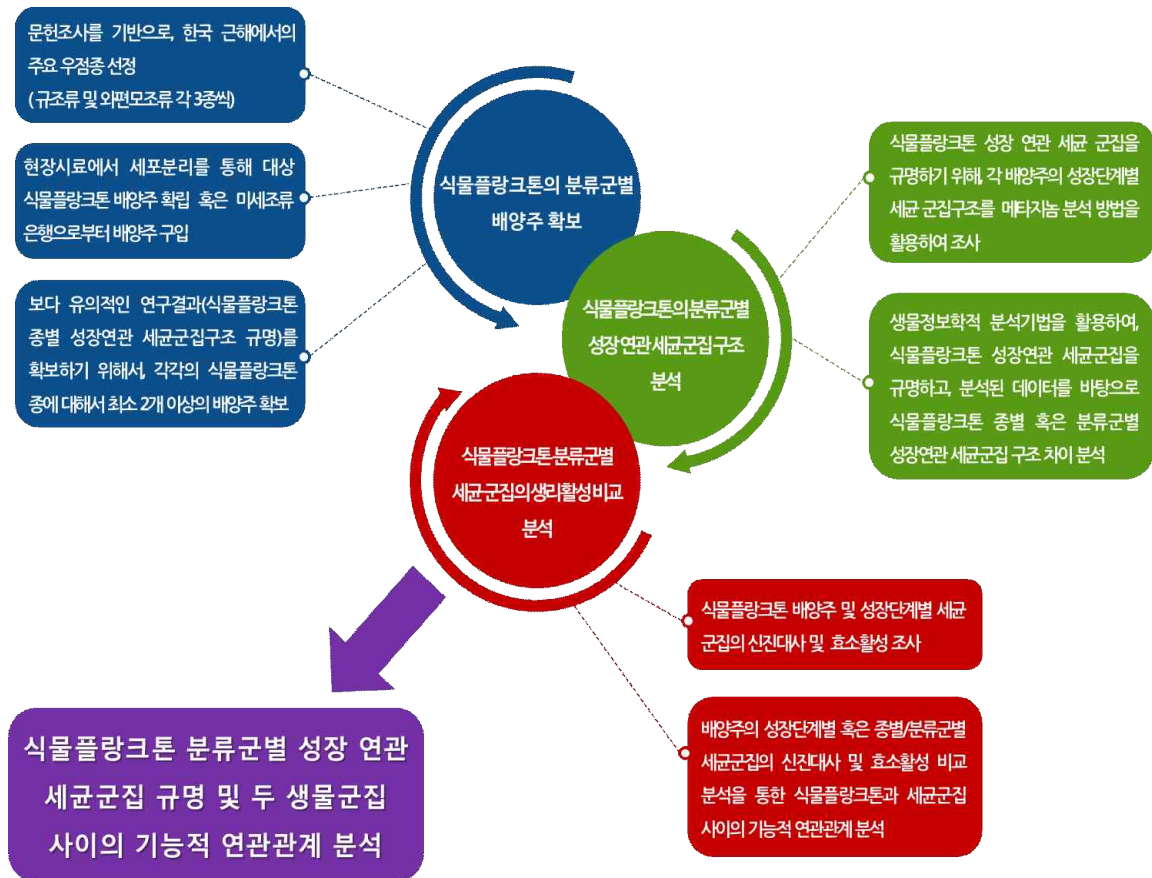 문헌조사를 기반으로, 한국 근해에서의
주요 우점종 선정
( 규조류 및 와편모조류 각 3종씩)
현장시료에서 세포분리를 통해 대상
식물플랑크톤 배양주 확립 혹은 미세조류
은행으로부터 배양주 구입
보다 유의적인 연구결과(식물플랑크톤
종별 성장연관 세균군집구조 규명)를
확보하기 위해서, 각각의 식물플랑크톤
종에 대해서 최소 2개 이상의 배양주 확보
식물플랑크톤의 분류군별
배양주 확보
식물플랑크톤의 분류군별
성장 연관 세균군집 구조
분석
식물플랑크톤 성장 연관 세균 군집을
규명하기 위해, 각 배양주의 성장단계별
세균 군집구조를 메타지놈 분석 방법을
활용하여 조사
생물정보학적 분석기법을 활용하여,
식물플랑크톤 성장연관 세균군집을
규명하고, 분석된 데이터를 바탕으로
식물플랑크톤 종별 혹은 분류군별
성장연관 세균군집 구조 차이 분석
식물플랑크톤 분류군별
세균 군집의 생리활성 비교
분석
식물플랑크톤 배양주 및 성장단계별 세균
군집의 신진대사 및 효소활성 조사
배양주의 성장단계별 혹은 종별/분류군별
세균군집의 신진대사 및 효소활성 비교
분석을 통한 식물플랑크톤과 세균군집
사이의 기능적 연관관계 분석
식물플랑크톤 분류군별 성장 연관
세균군집 규명 및 두 생물군집
사이의 기능적 연관관계 분석